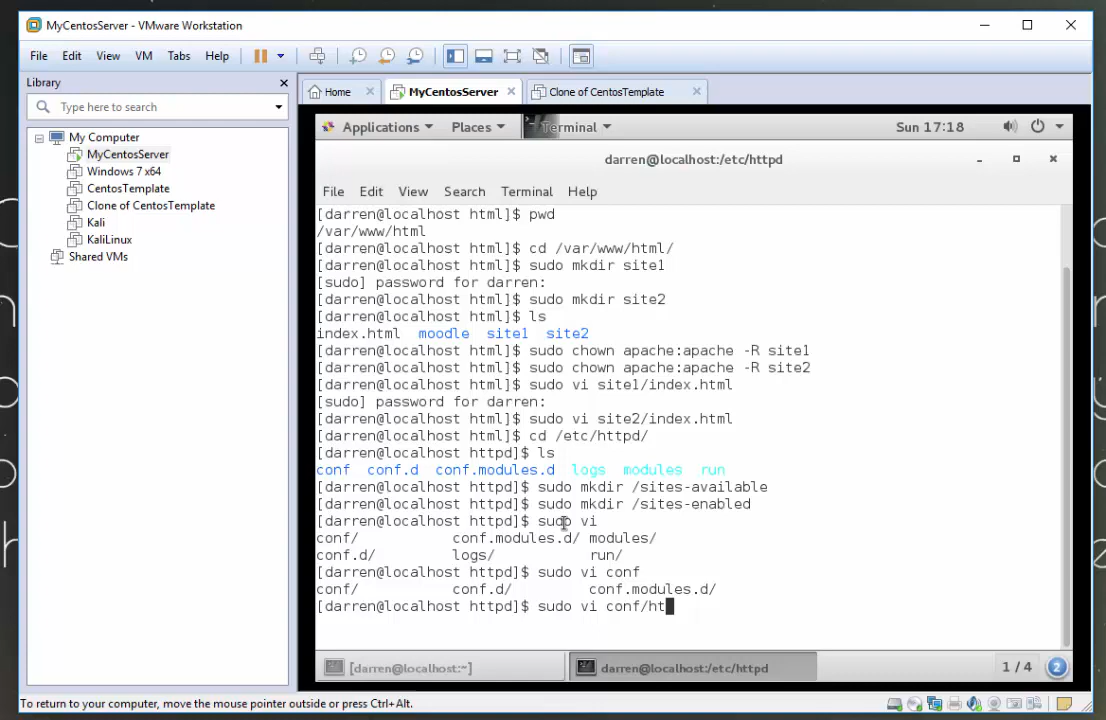 MyCentosServer - VMware Workstation
File Edit View VM Tabs Help
Library
Type here to search
My Computer
MyCentosServer
Windows 7 x64
CentosTemplate
Clone of CentosTemplate
Kali
KaliLinux
Shared VMs
Home MyCentosServer Clone of CentosTemplate
Applications Places Terminal Sun 17:18
darren@localhost:/etc/httpd
File Edit View Search Terminal Help
[darren@localhost html]$ pwd
/var/www/html
[darren@localhost html]$ cd /var/www/html/
[darren@localhost html]$ sudo mkdir site1
[sudo] password for darren:
[darren@localhost html]$ sudo mkdir site2
[darren@localhost html]$ ls
index.html moodle site1 site2
[darren@localhost html]$ sudo chown apache:apache -R site1
[darren@localhost html]$ sudo chown apache:apache -R site2
[darren@localhost html]$ sudo vi site1/index.html
[sudo] password for darren:
[darren@localhost html]$ sudo vi site2/index.html
[darren@localhost html]$ cd /etc/httpd/
[darren@localhost httpd]$ ls
conf conf.d conf.modules.d logs modules run
[darren@localhost httpd]$ sudo mkdir /sites-available
[darren@localhost httpd]$ sudo mkdir /sites-enabled
[darren@localhost httpd]$ sudo vi
conf/ conf.modules.d/ modules/
conf.d/ logs/ run/
[darren@localhost httpd]$ sudo vi conf
conf/ conf.d/ conf.modules.d/
[darren@localhost httpd]$ sudo vi conf/ht
[darren@localhost:~] darren@localhost:/etc/httpd 1 / 4 2
To return to your computer, move the mouse pointer outside or press Ctrl+Alt.